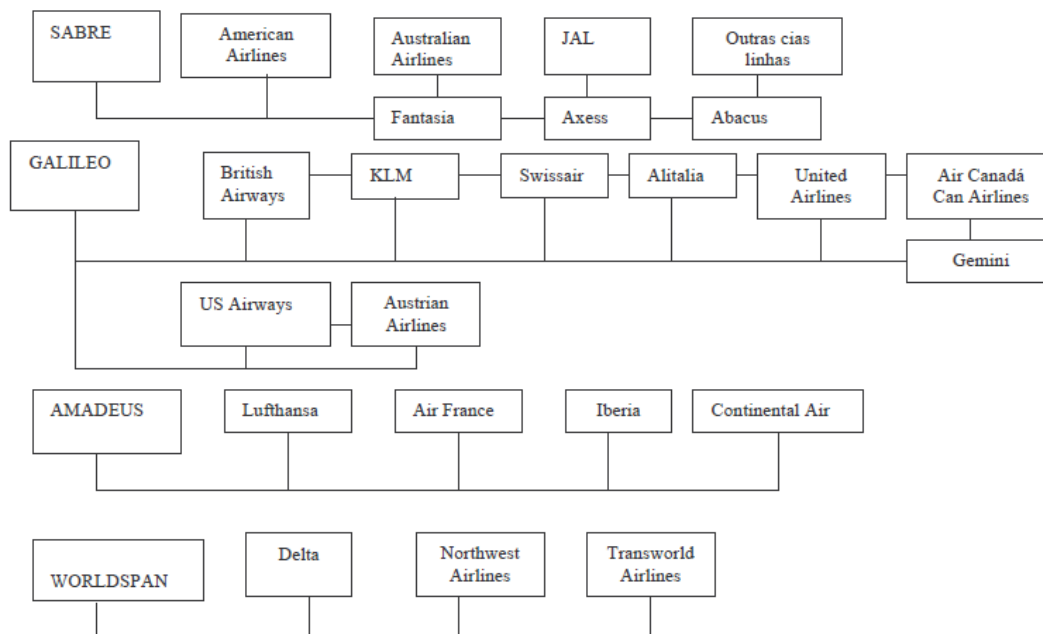 SABRE
American
Airlines
Australian
Airlines
JAL
Outras cias
linhas
Fantasia
Axess
Abacus
GALILEO
British
Airways
KLM
Swissair
Alitalia
United
Airlines
Air Canadá
Can Airlines
Gemini
US Airways
Austrian
Airlines
AMADEUS
Lufthansa
Air France
Iberia
Continental Air
WORLDSPAN
Delta
Northwest
Airlines
Transworld
Airlines